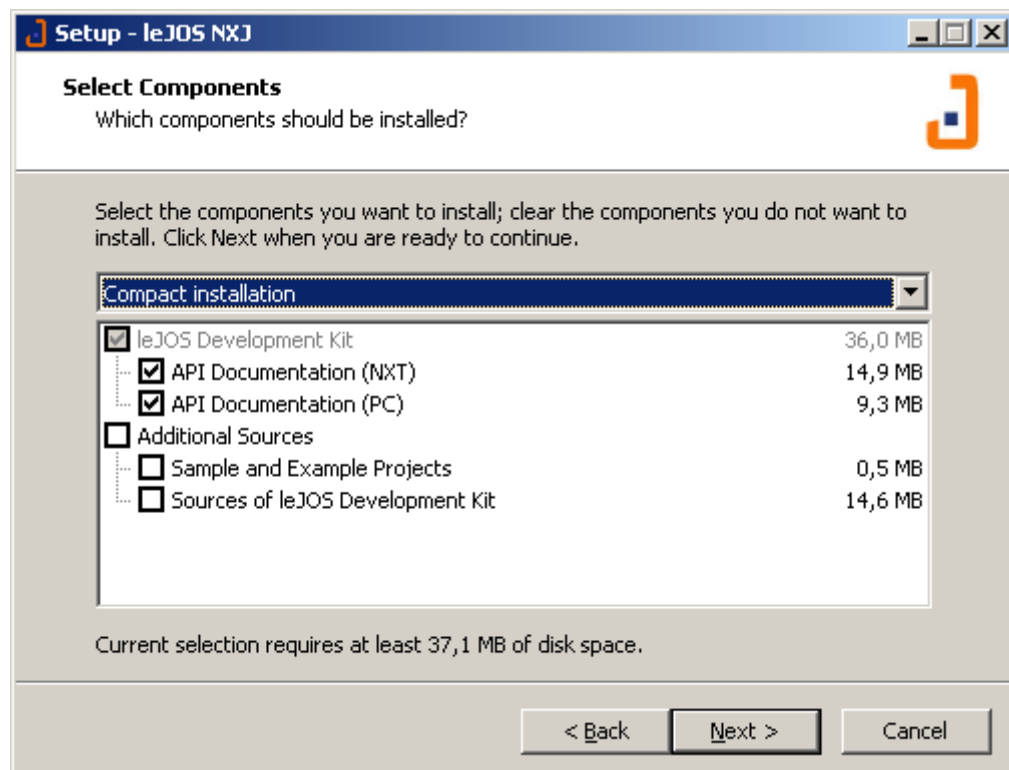 Setup - leJOS NXJ
Select Components
Which components should be installed?
Select the components you want to install; clear the components you do not want to
install. Click Next when you are ready to continue.
Compact installation
leJOS Development Kit 36,0 MB
API Documentation (NXT) 14,9 MB
API Documentation (PC) 9,3 MB
Additional Sources
Sample and Example Projects 0,5 MB
Sources of leJOS Development Kit 14,6 MB
Current selection requires at least 37,1 MB of disk space.
< Back Next > Cancel